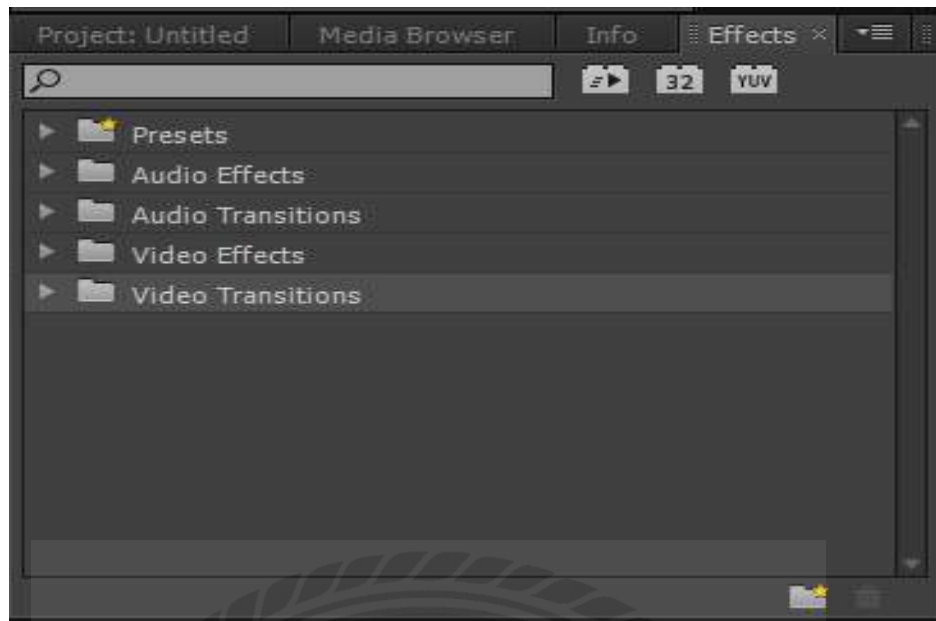 Project: Untitled Media Browser Info Effects ×
32 YUV
Presets
Audio Effects
Audio Transitions
Video Effects
Video Transitions